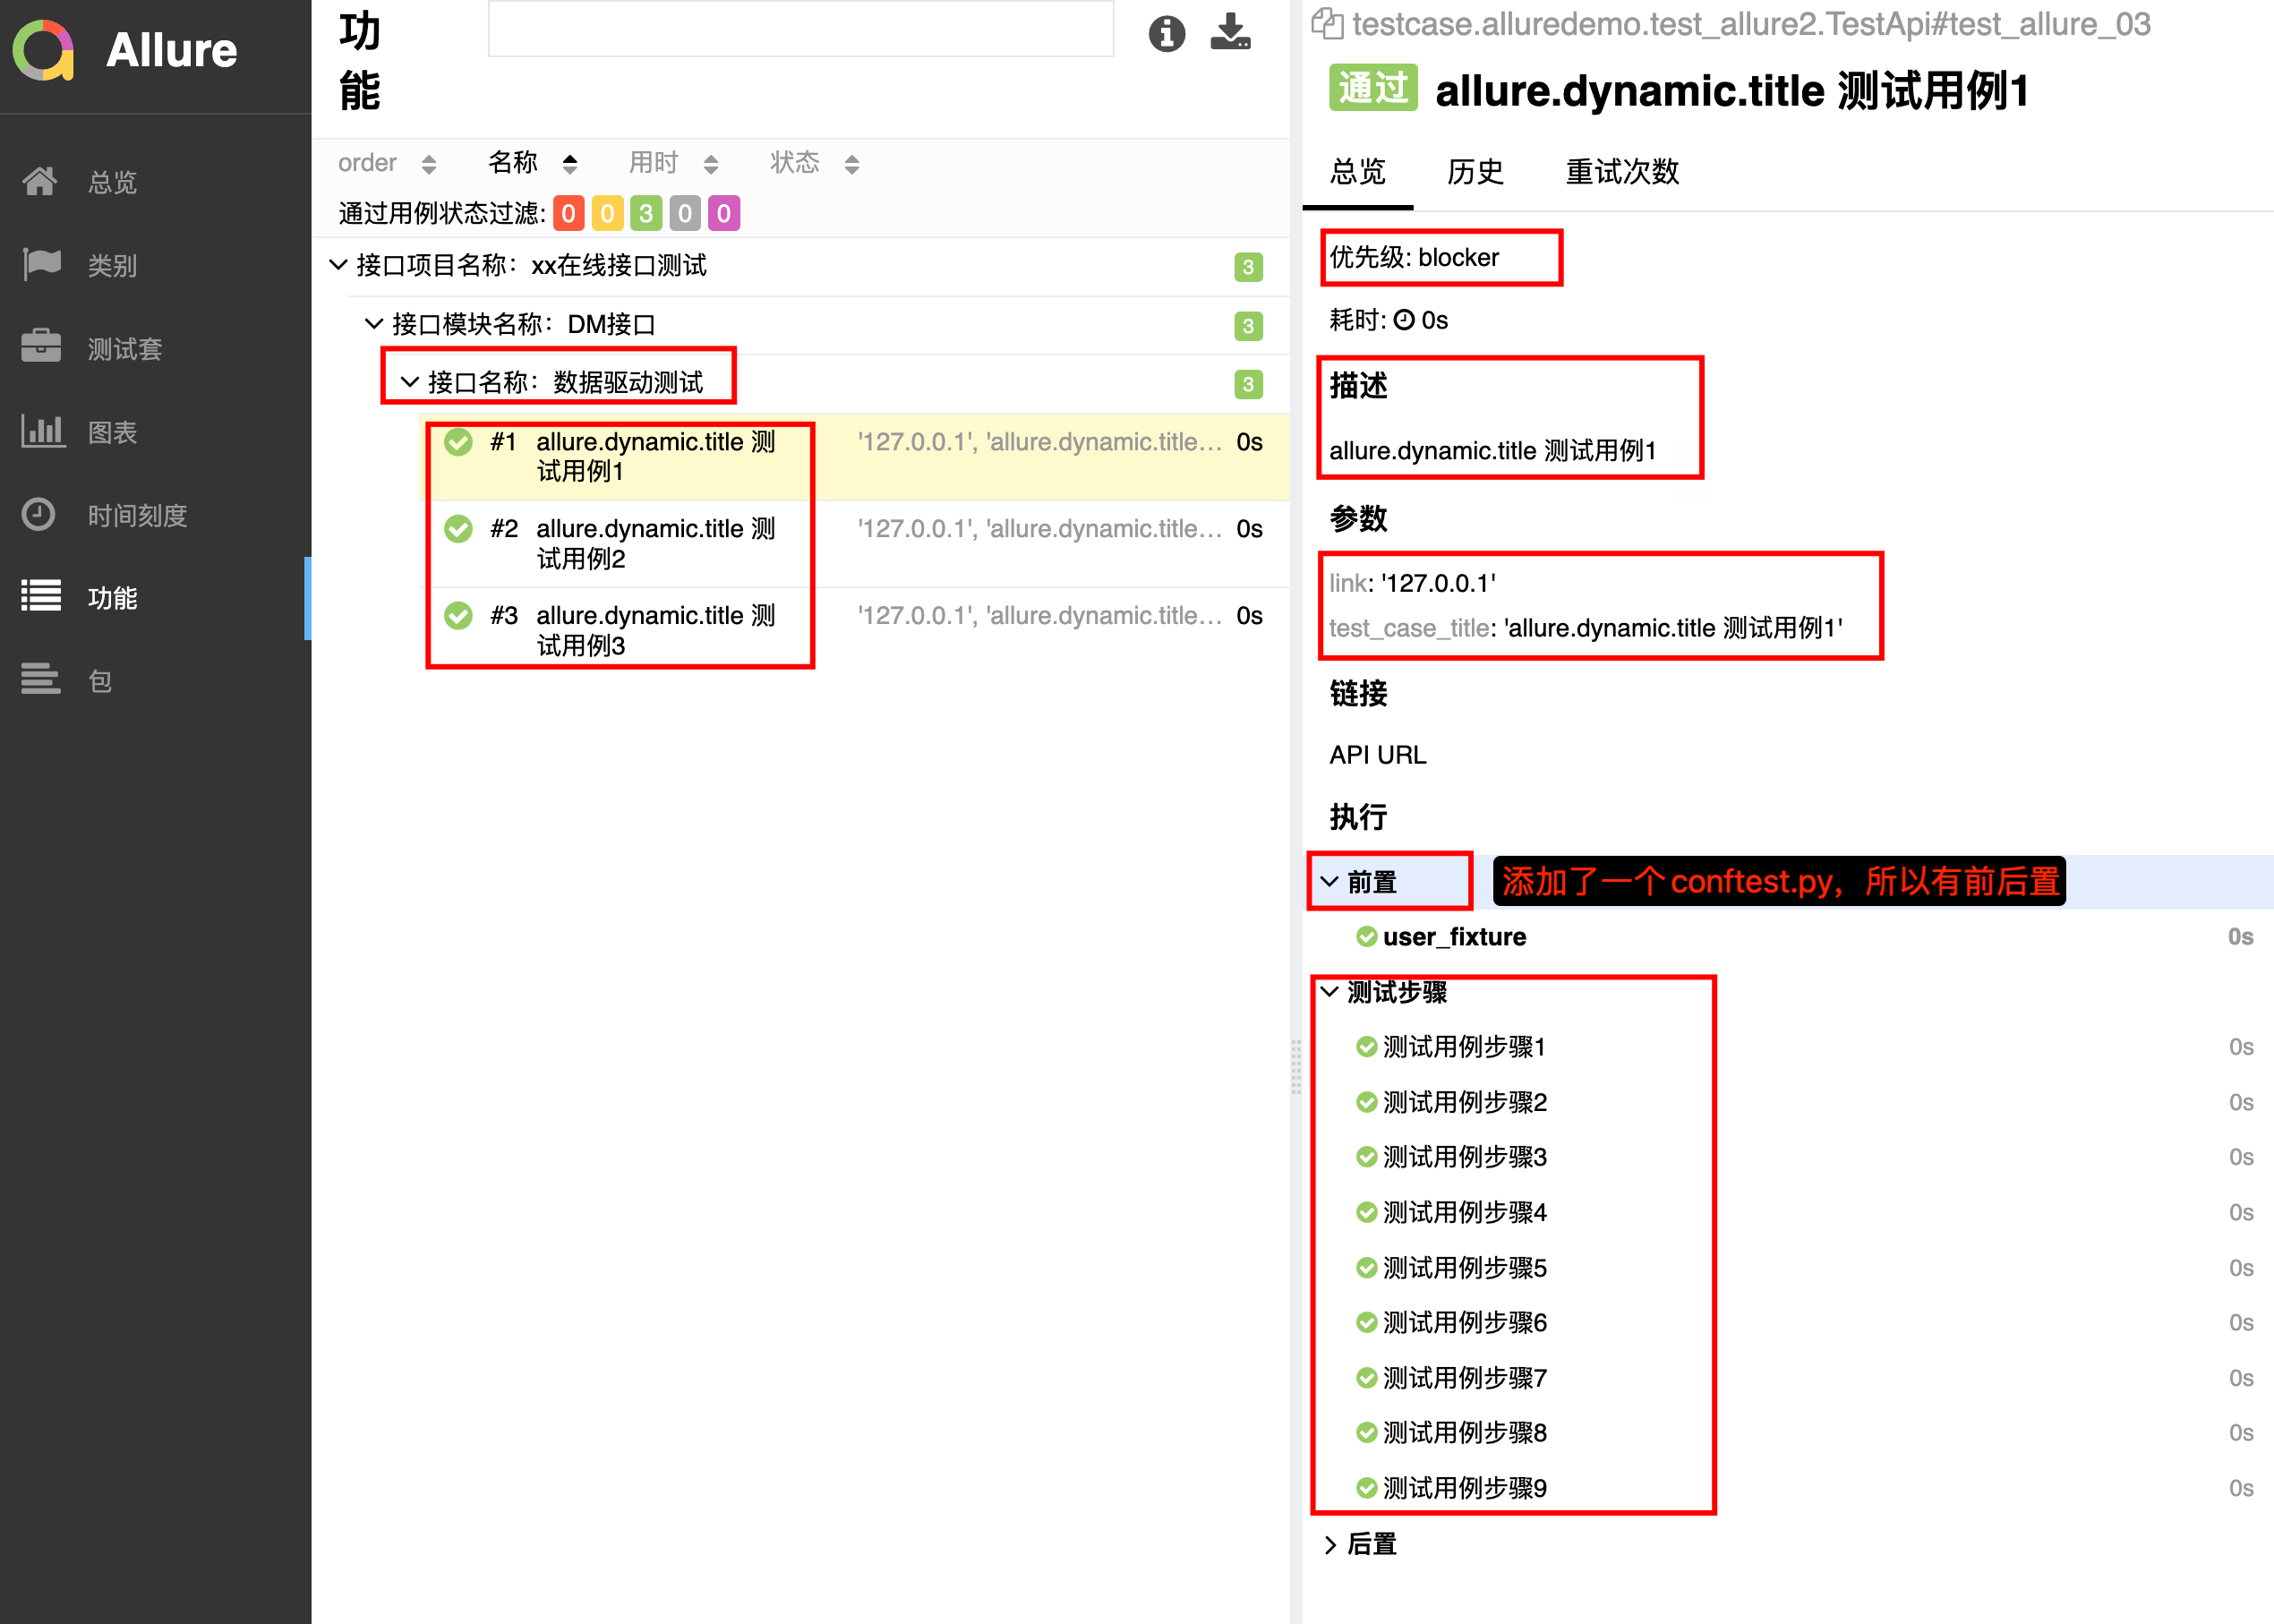 Allure
总览
类别
测试套
图表
时间刻度
功能
包
功
能
order 名称 用时 状态
通过用例状态过滤: 0 0 3 0 0
接口项目名称：xx在线接口测试 3
接口模块名称：DM接口 3
接口名称：数据驱动测试 3
#1 allure.dynamic.title 测 '127.0.0.1', 'allure.dynamic.title… 0s
试用例1
#2 allure.dynamic.title 测 '127.0.0.1', 'allure.dynamic.title… 0s
试用例2
#3 allure.dynamic.title 测 '127.0.0.1', 'allure.dynamic.title… 0s
试用例3
testcase.alluredemo.test_allure2.TestApi#test_allure_03
通过 allure.dynamic.title 测试用例1
总览 历史 重试次数
优先级: blocker
耗时: 0s
描述
allure.dynamic.title 测试用例1
参数
link: '127.0.0.1'
test_case_title: 'allure.dynamic.title 测试用例1'
链接
API URL
执行
前置 添加了一个conftest.py，所以有前后置
user_fixture 0s
测试步骤
测试用例步骤1 0s
测试用例步骤2 0s
测试用例步骤3 0s
测试用例步骤4 0s
测试用例步骤5 0s
测试用例步骤6 0s
测试用例步骤7 0s
测试用例步骤8 0s
测试用例步骤9 0s
后置